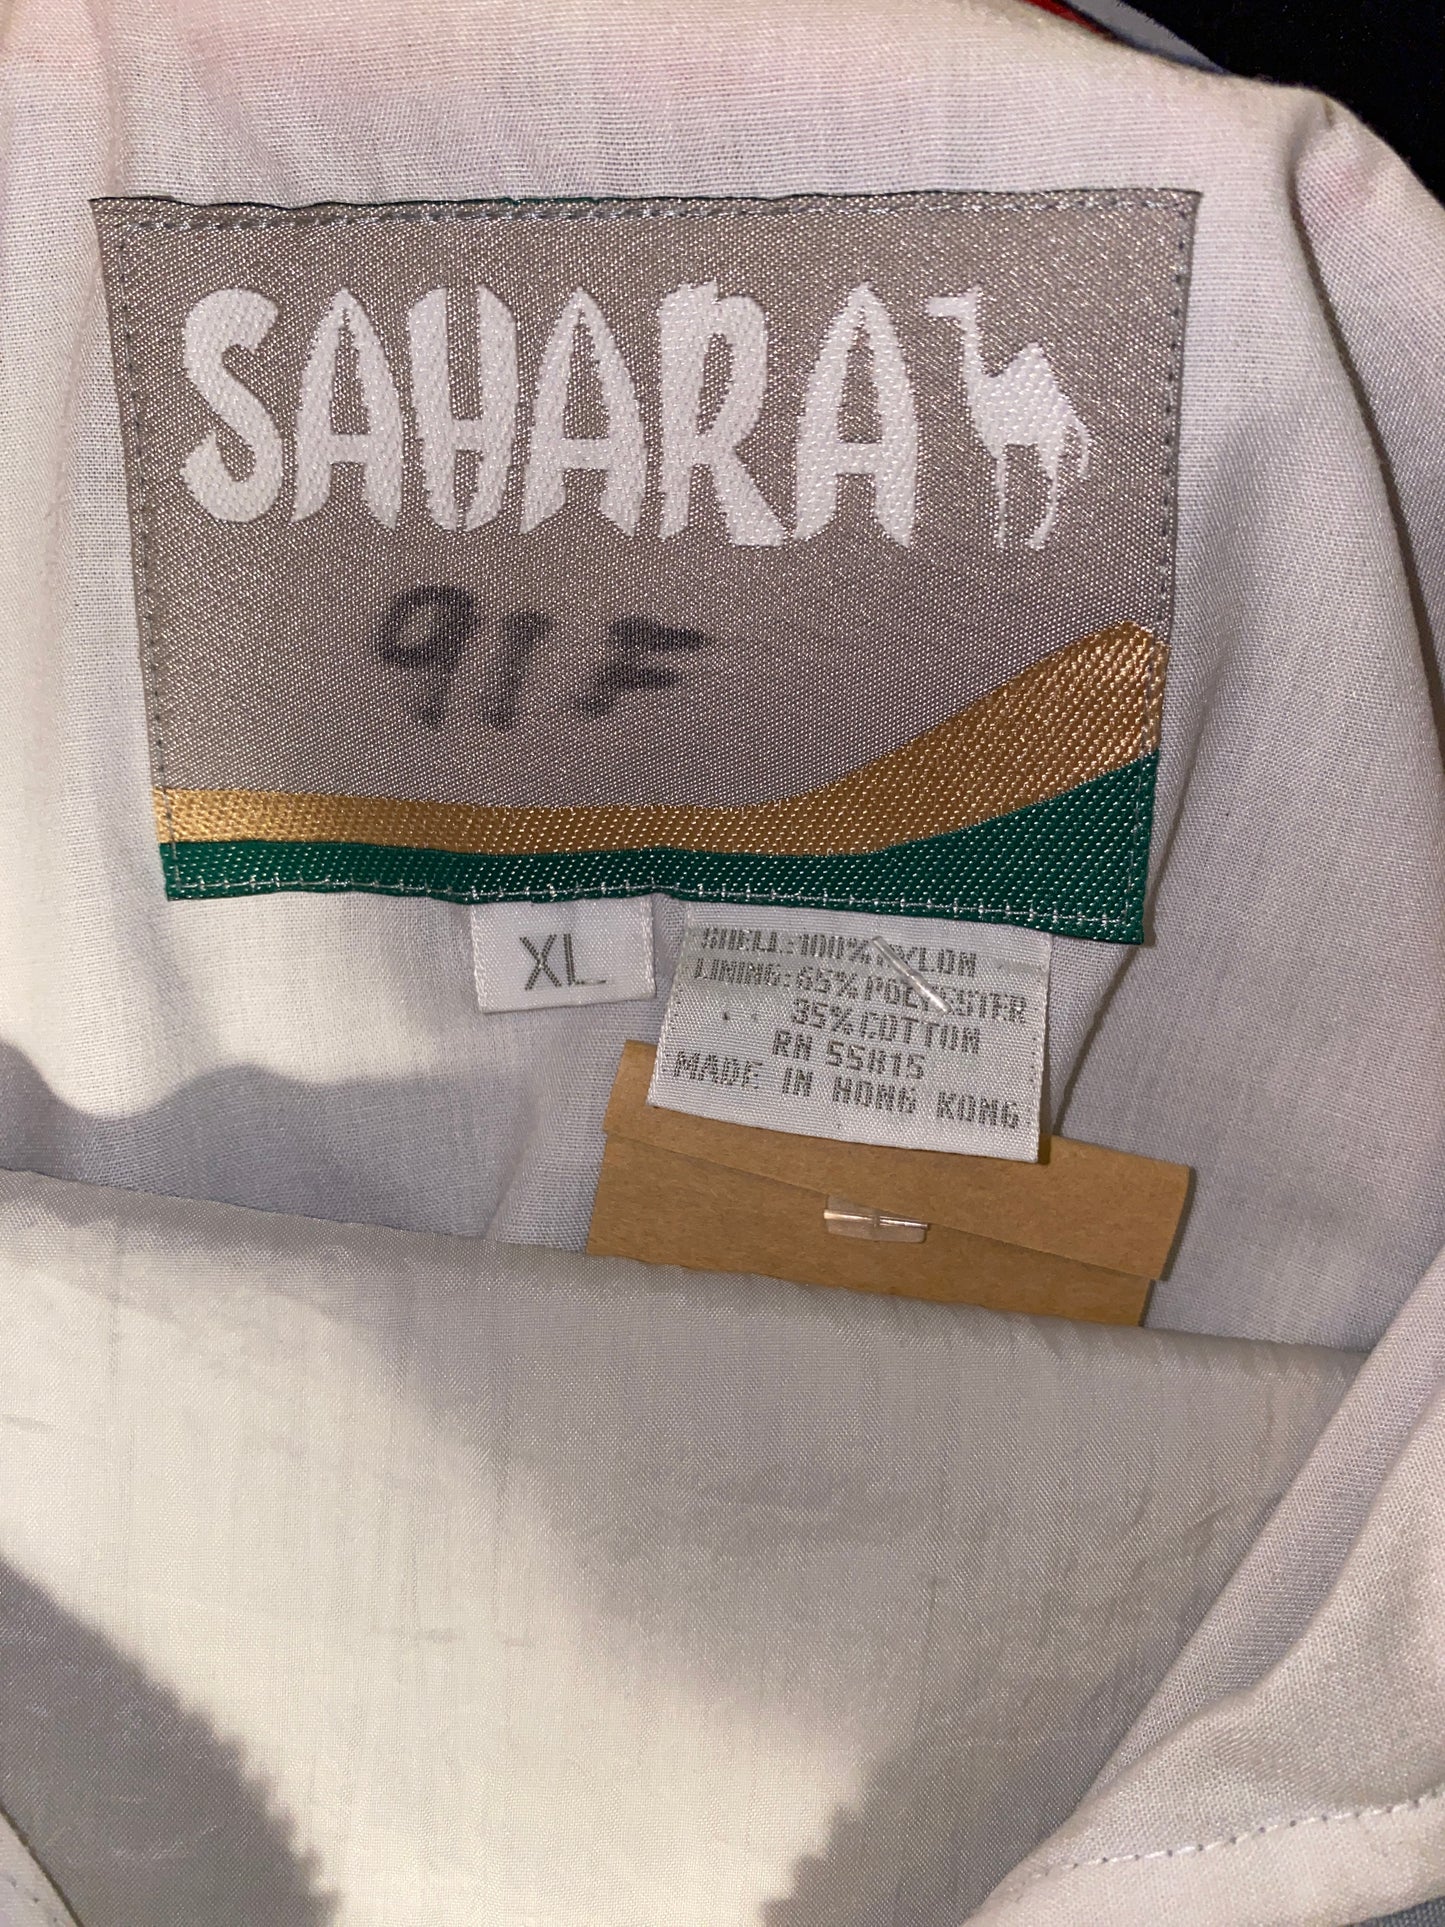 SAHARA
91F
XL
SHELL:100% NYLON
LINING:65% POLYESTER
35% COTTON
RN 55815
MADE IN HONG KONG